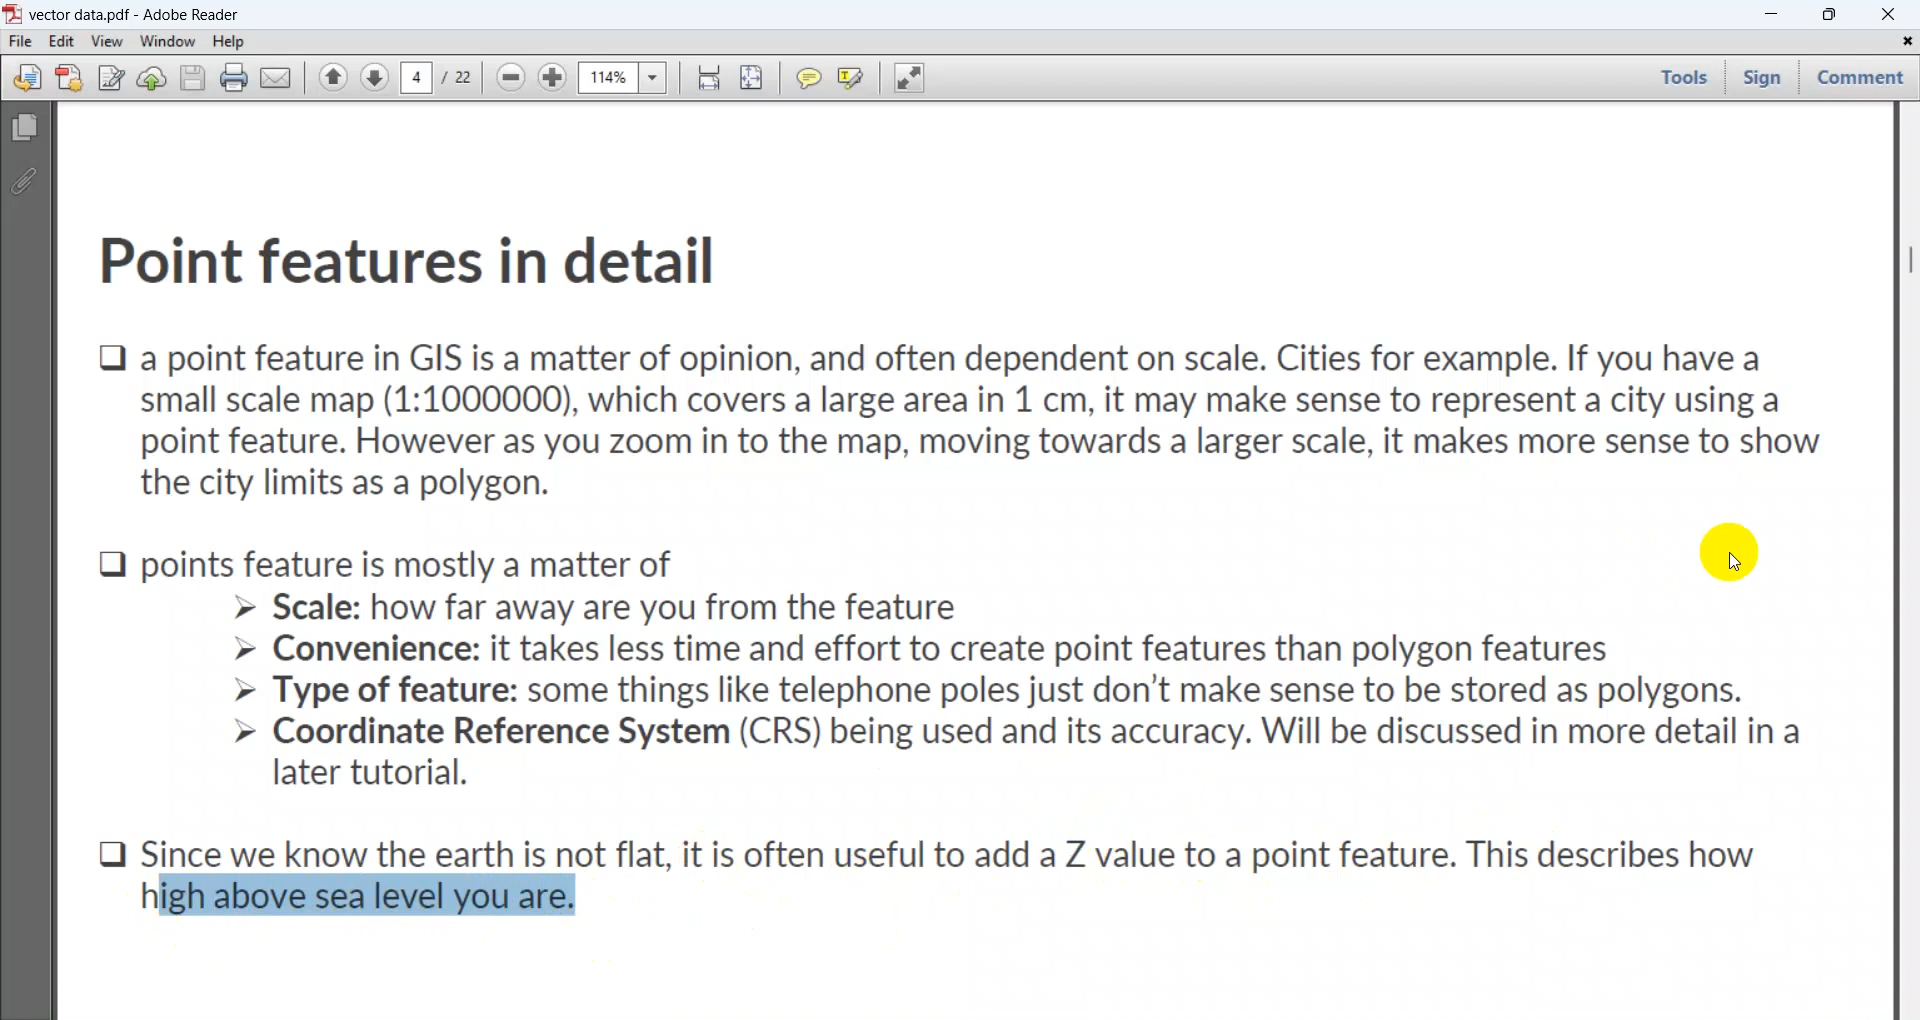 vector data.pdf - Adobe Reader
File Edit View Window Help
4 / 22 114% Tools Sign Comment
Point features in detail
❑ a point feature in GIS is a matter of opinion, and often dependent on scale. Cities for example. If you have a
small scale map (1:1000000), which covers a large area in 1 cm, it may make sense to represent a city using a
point feature. However as you zoom in to the map, moving towards a larger scale, it makes more sense to show
the city limits as a polygon.
❑ points feature is mostly a matter of
➢ Scale: how far away are you from the feature
➢ Convenience: it takes less time and effort to create point features than polygon features
➢ Type of feature: some things like telephone poles just don’t make sense to be stored as polygons.
➢ Coordinate Reference System (CRS) being used and its accuracy. Will be discussed in more detail in a
later tutorial.
❑ Since we know the earth is not flat, it is often useful to add a Z value to a point feature. This describes how
high above sea level you are.